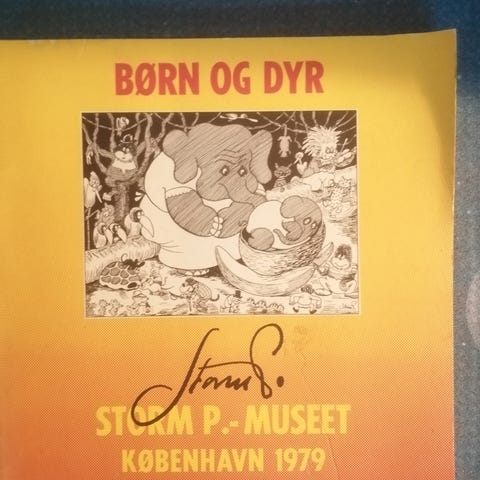 BØRN OG DYR
Storm P.
STORM P.-MUSEET
KØBENHAVN 1979